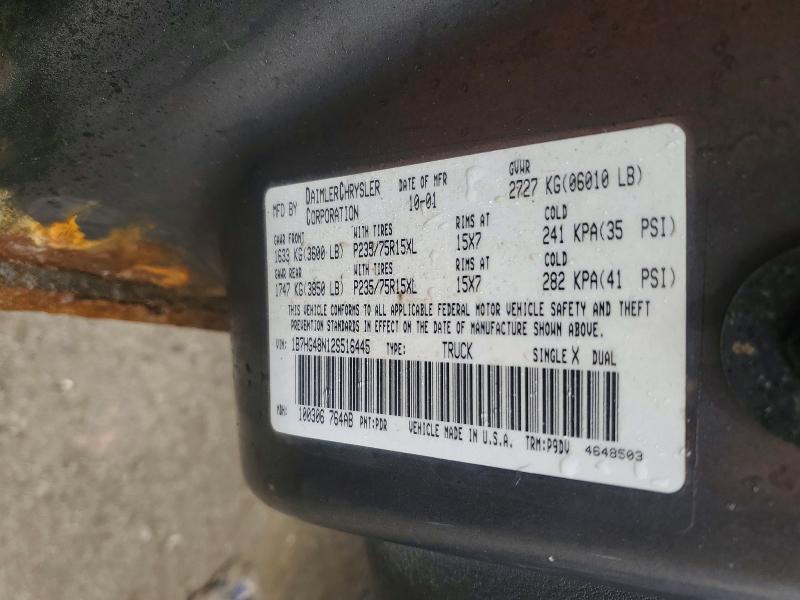 MFD BY DAIMLERCHRYSLER CORPORATION DATE OF MFR 10-01 GVWR 2727 KG(06010 LB)
GAWR FRONT WITH TIRES RIMS AT COLD
1633 KG(3600 LB) P235/75R15XL 15X7 241 KPA(35 PSI)
GAWR REAR WITH TIRES RIMS AT COLD
1747 KG(3850 LB) P235/75R15XL 15X7 282 KPA(41 PSI)
THIS VEHICLE CONFORMS TO ALL APPLICABLE FEDERAL MOTOR VEHICLE SAFETY AND THEFT
PREVENTION STANDARDS IN EFFECT ON THE DATE OF MANUFACTURE SHOWN ABOVE.
VIN: 1B7HG48N12S516445 TYPE: TRUCK SINGLE X DUAL
MDH: 100306 764AB PNT:PDR VEHICLE MADE IN U.S.A. TRM:P9DV 4648503